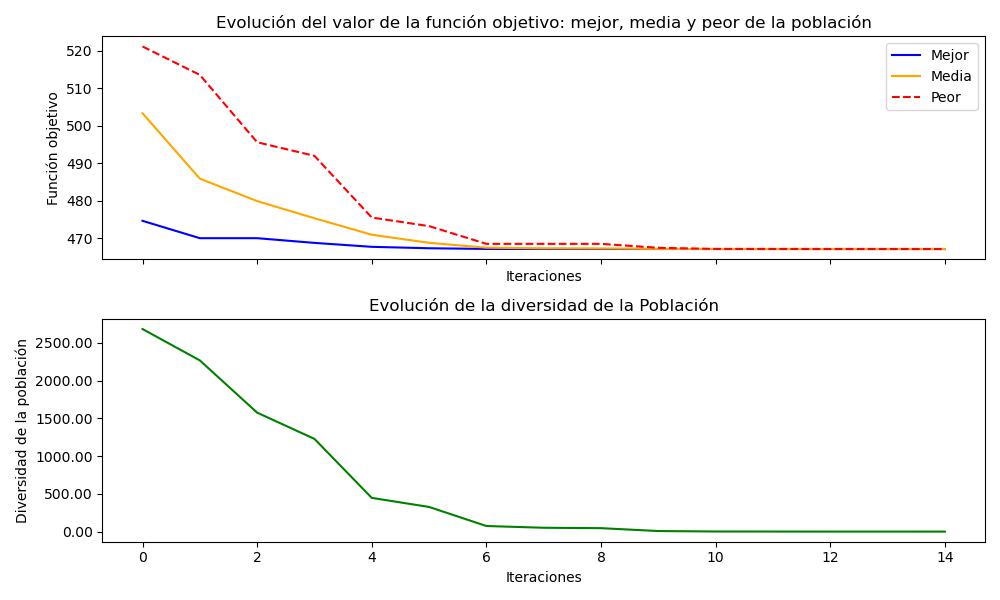 Evolución del valor de la función objetivo: mejor, media y peor de la población
Función objetivo
520
510
500
490
480
470
Mejor
Media
Peor
Iteraciones
Evolución de la diversidad de la Población
Diversidad de la población
2500.00
2000.00
1500.00
1000.00
500.00
0.00
0 2 4 6 8 10 12 14
Iteraciones